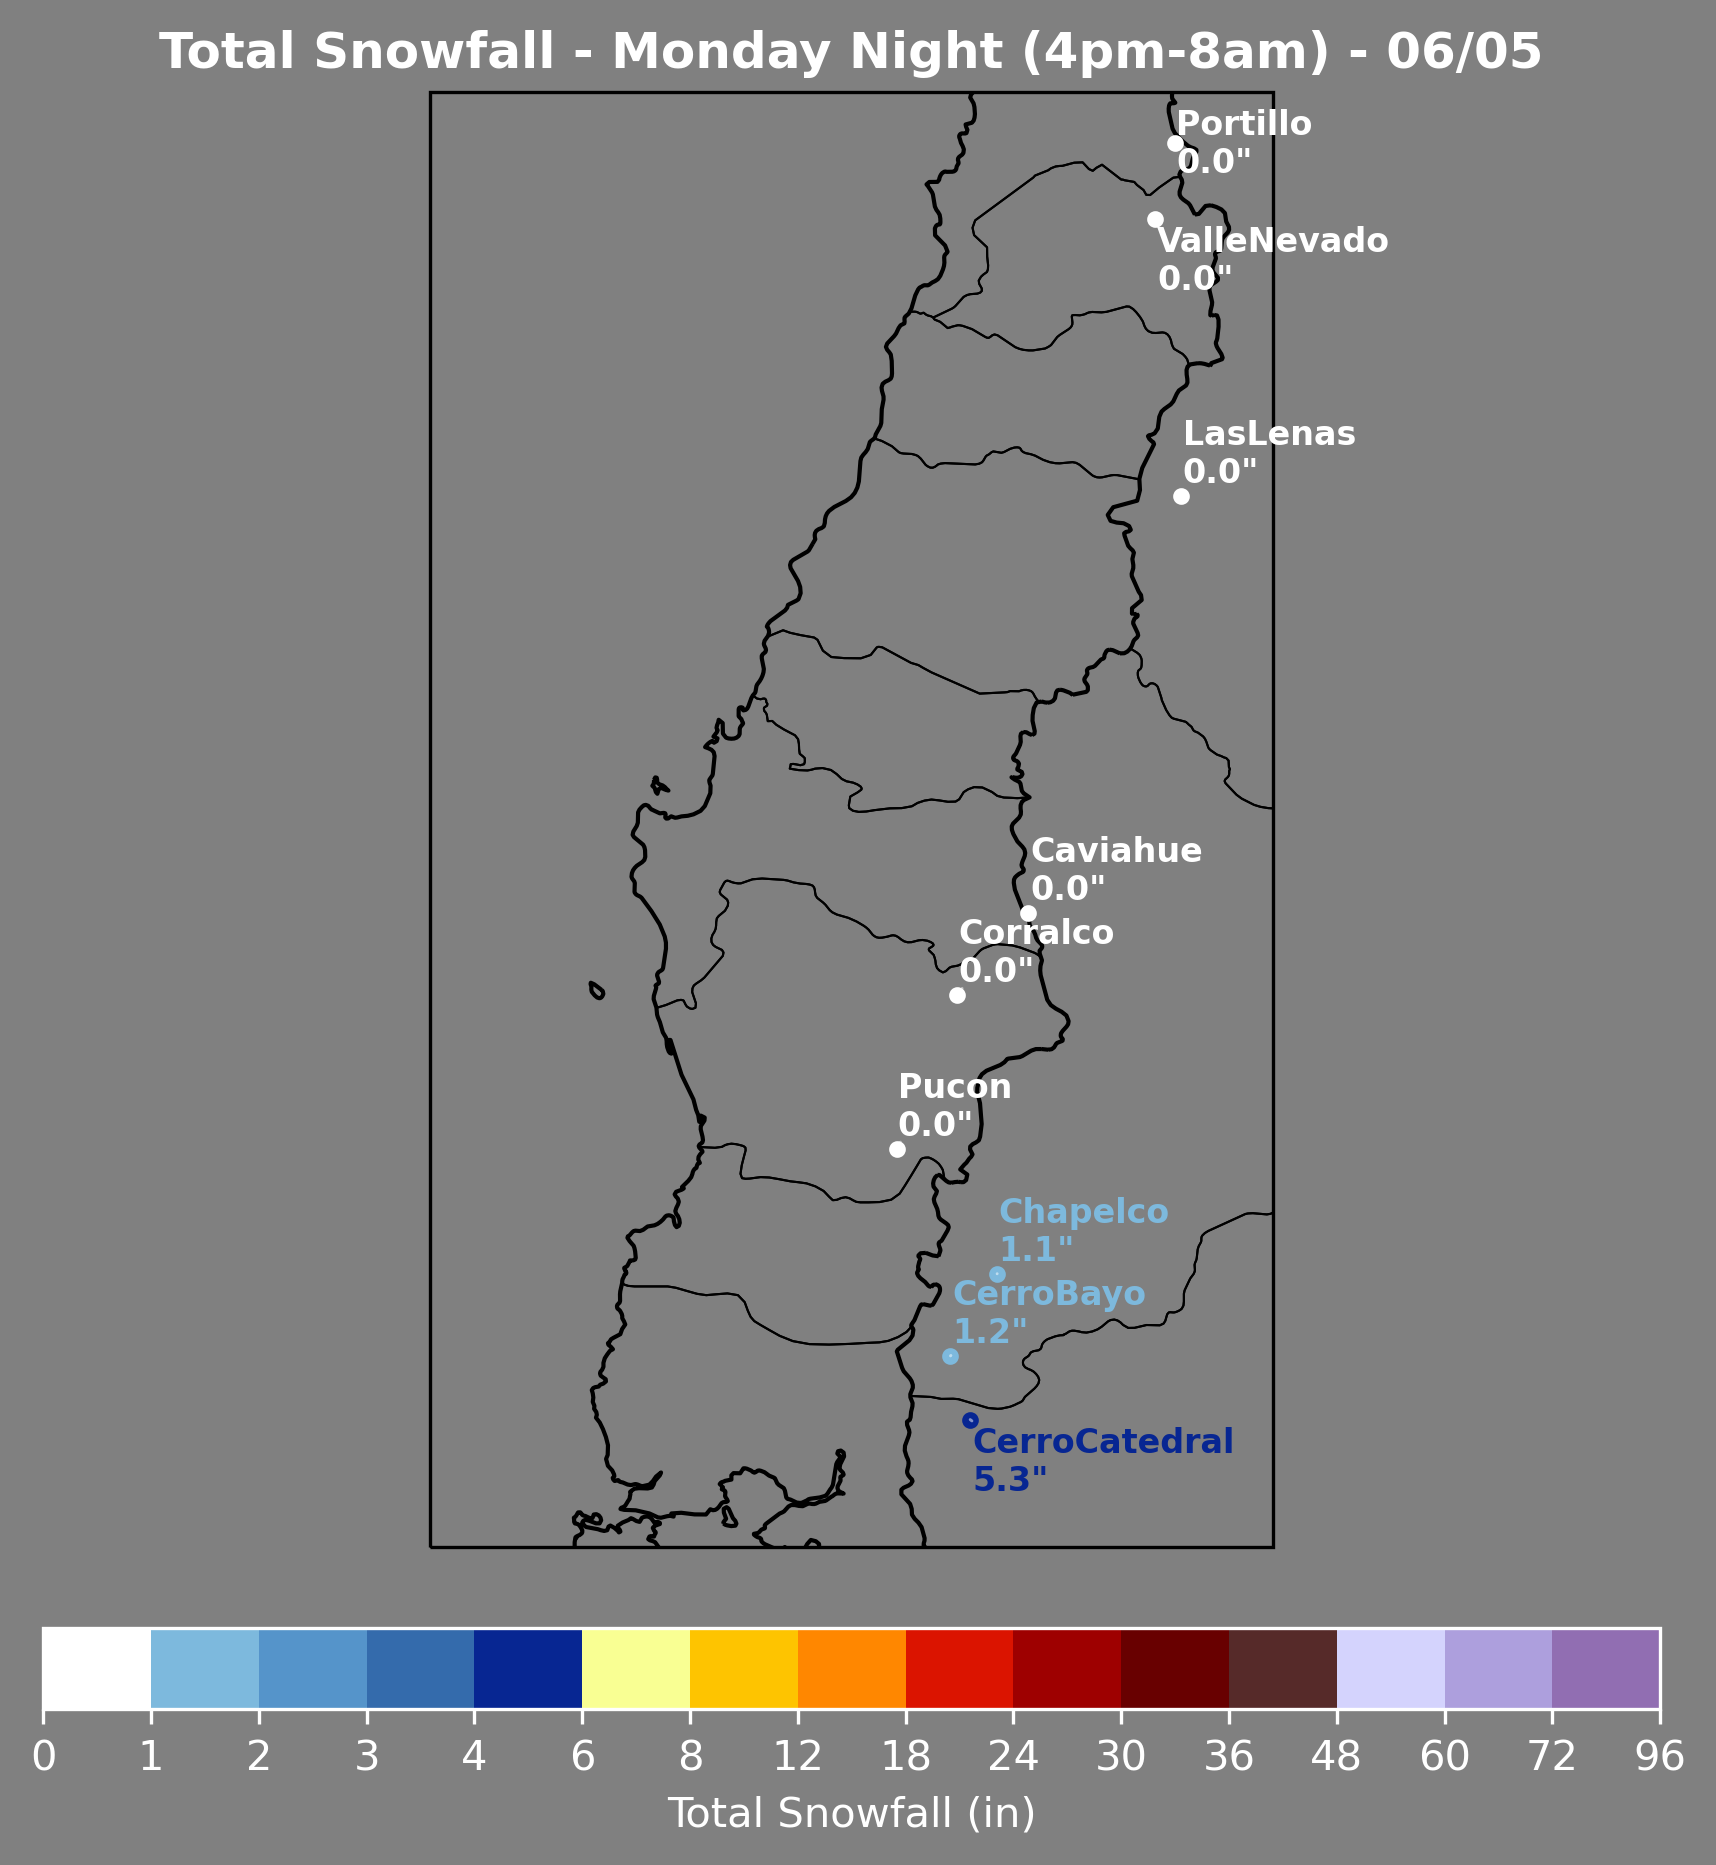 Total Snowfall - Monday Night (4pm-8am) - 06/05
Portillo
0.0"
ValleNevado
0.0"
LasLenas
0.0"
Caviahue
0.0"
Corralco
0.0"
Pucon
0.0"
Chapelco
1.1"
CerroBayo
1.2"
CerroCatedral
5.3"
0 1 2 3 4 6 8 12 18 24 30 36 48 60 72 96
Total Snowfall (in)